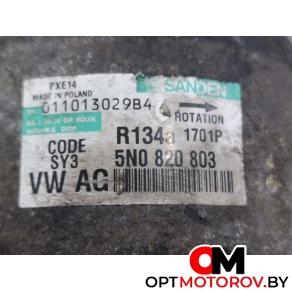 PXE14
MADE IN POLAND
SANDEN
011013029B4
ROTATION
CODE
SY3
R134a 1701P
5N0 820 803
VW AG
OPTMOTOROV.BY